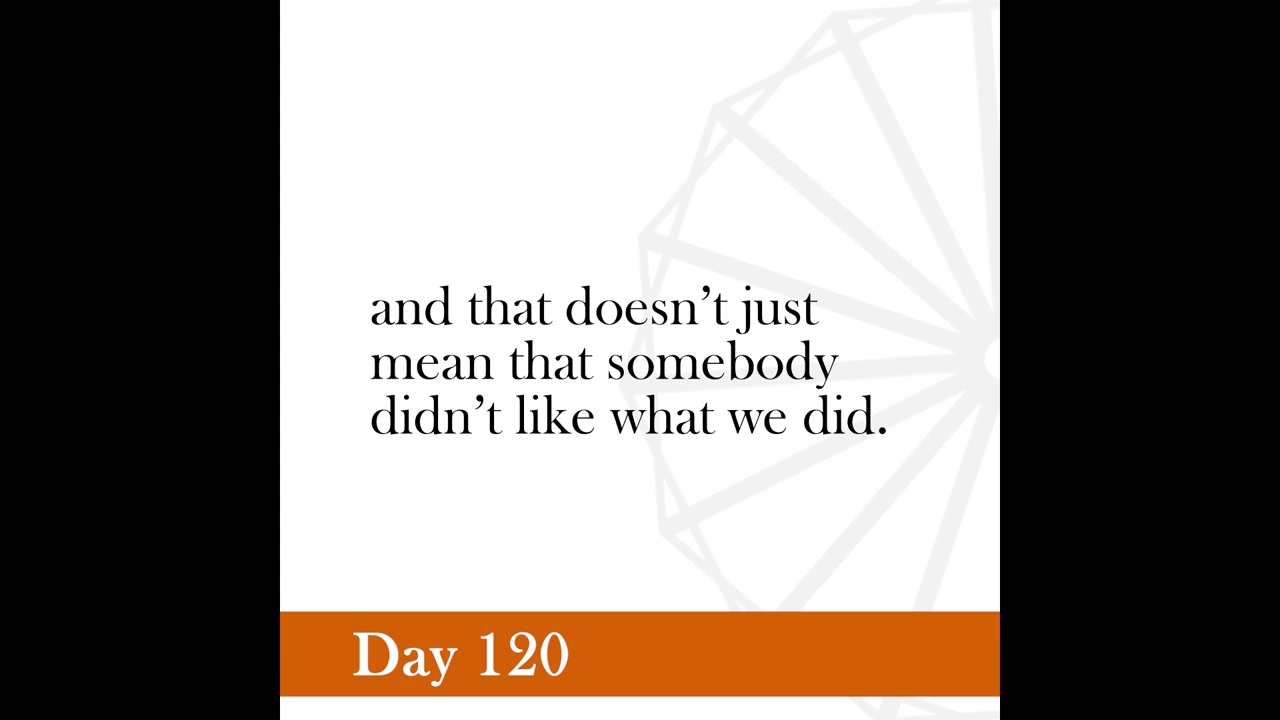 and that doesn’t just
mean that somebody
didn’t like what we did.
Day 120